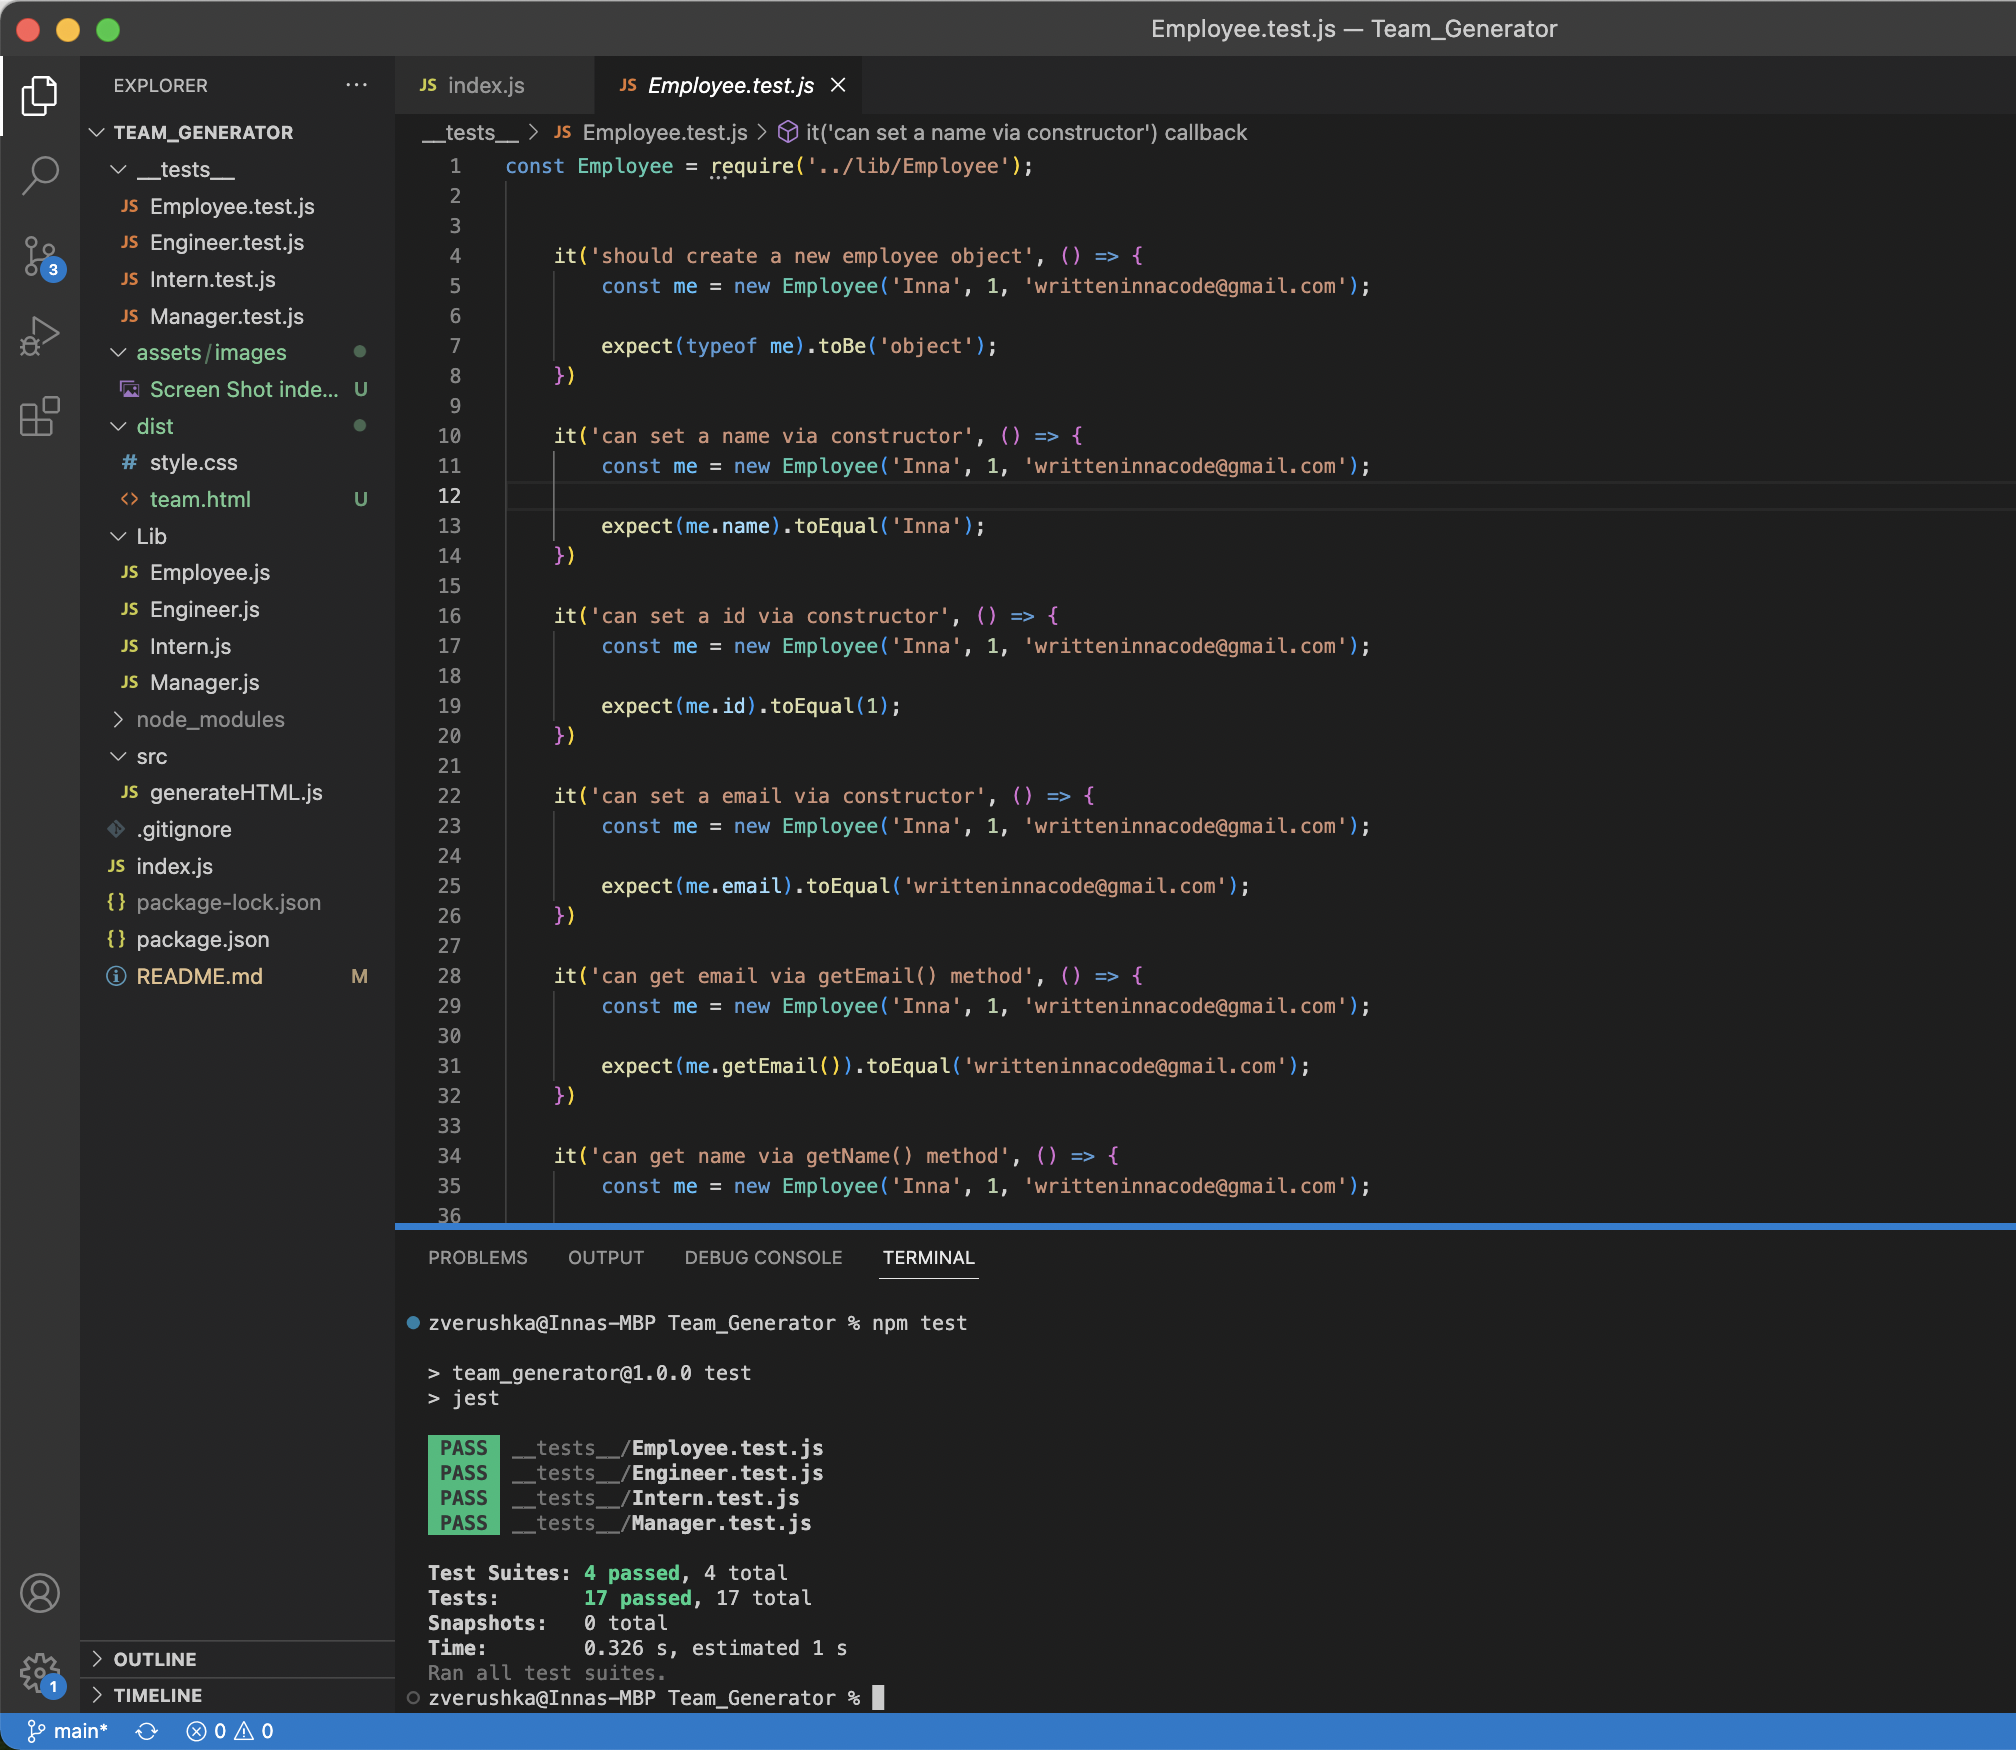 Employee.test.js — Team_Generator
EXPLORER
TEAM_GENERATOR
__tests__
JS Employee.test.js
JS Engineer.test.js
JS Intern.test.js
JS Manager.test.js
assets/images
Screen Shot inde... U
dist
# style.css
<> team.html U
Lib
JS Employee.js
JS Engineer.js
JS Intern.js
JS Manager.js
node_modules
src
JS generateHTML.js
.gitignore
JS index.js
{} package-lock.json
{} package.json
README.md M
OUTLINE
TIMELINE
3
1
JS index.js
JS Employee.test.js
__tests__ > JS Employee.test.js > it('can set a name via constructor') callback
1 const Employee = require('../lib/Employee');
2
3
4 it('should create a new employee object', () => {
5 const me = new Employee('Inna', 1, 'writteninnacode@gmail.com');
6
7 expect(typeof me).toBe('object');
8 })
9
10 it('can set a name via constructor', () => {
11 const me = new Employee('Inna', 1, 'writteninnacode@gmail.com');
12
13 expect(me.name).toEqual('Inna');
14 })
15
16 it('can set a id via constructor', () => {
17 const me = new Employee('Inna', 1, 'writteninnacode@gmail.com');
18
19 expect(me.id).toEqual(1);
20 })
21
22 it('can set a email via constructor', () => {
23 const me = new Employee('Inna', 1, 'writteninnacode@gmail.com');
24
25 expect(me.email).toEqual('writteninnacode@gmail.com');
26 })
27
28 it('can get email via getEmail() method', () => {
29 const me = new Employee('Inna', 1, 'writteninnacode@gmail.com');
30
31 expect(me.getEmail()).toEqual('writteninnacode@gmail.com');
32 })
33
34 it('can get name via getName() method', () => {
35 const me = new Employee('Inna', 1, 'writteninnacode@gmail.com');
36
PROBLEMS OUTPUT DEBUG CONSOLE TERMINAL
zverushka@Innas-MBP Team_Generator % npm test
> team_generator@1.0.0 test
> jest
PASS __tests__/Employee.test.js
PASS __tests__/Engineer.test.js
PASS __tests__/Intern.test.js
PASS __tests__/Manager.test.js
Test Suites: 4 passed, 4 total
Tests: 17 passed, 17 total
Snapshots: 0 total
Time: 0.326 s, estimated 1 s
Ran all test suites.
zverushka@Innas-MBP Team_Generator %
main* 0 0